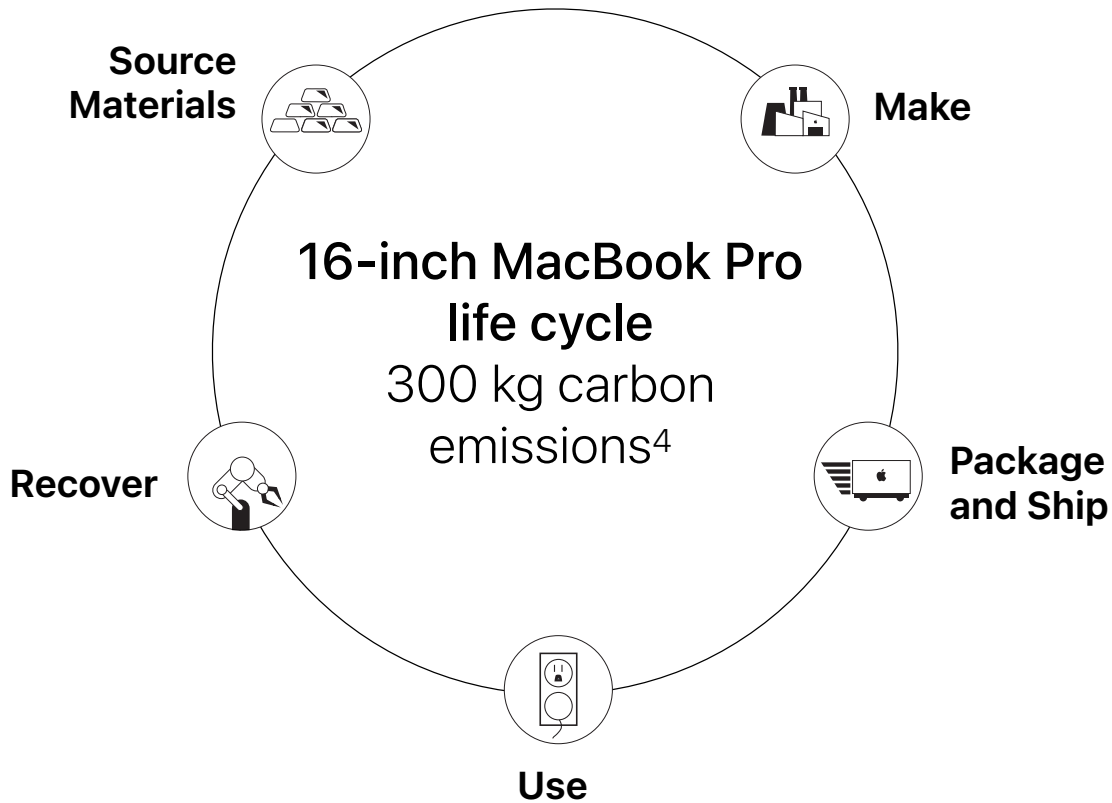 Source
Materials
Make
16-inch MacBook Pro
life cycle
300 kg carbon
emissions4
Recover
Package
and Ship
Use